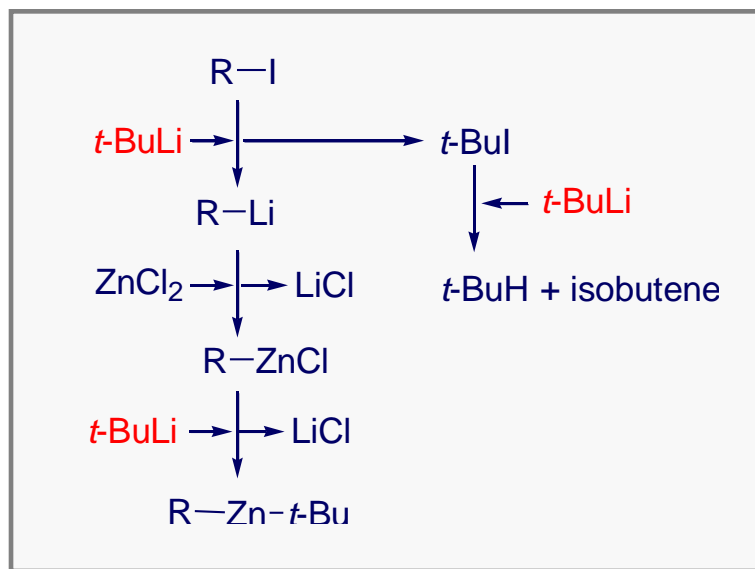 R—I
t-BuLi t-BuI
R—Li t-BuLi
ZnCl2 LiCl t-BuH + isobutene
R—ZnCl
t-BuLi LiCl
R—Zn–t-Bu